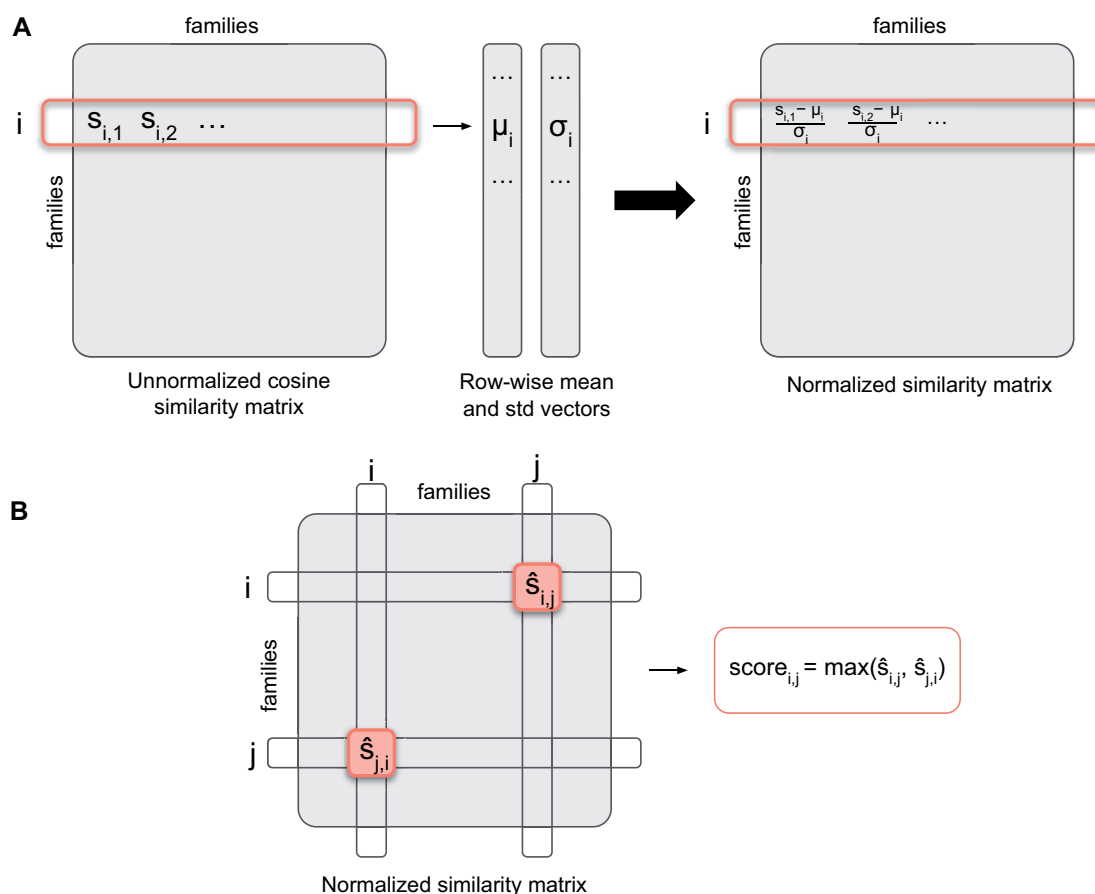 A
families
families
i
s_{i,1} s_{i,2} ...
... ...
μ_i σ_i
... ...
i
\frac{s_{i,1} - μ_i}{σ_i} \frac{s_{i,2} - μ_i}{σ_i} ...
families
families
Unnormalized cosine
similarity matrix
Row-wise mean
and std vectors
Normalized similarity matrix
B
i
families
j
i
ŝ_{i,j}
families
score_{i,j} = max(ŝ_{i,j}, ŝ_{j,i})
j
ŝ_{j,i}
Normalized similarity matrix